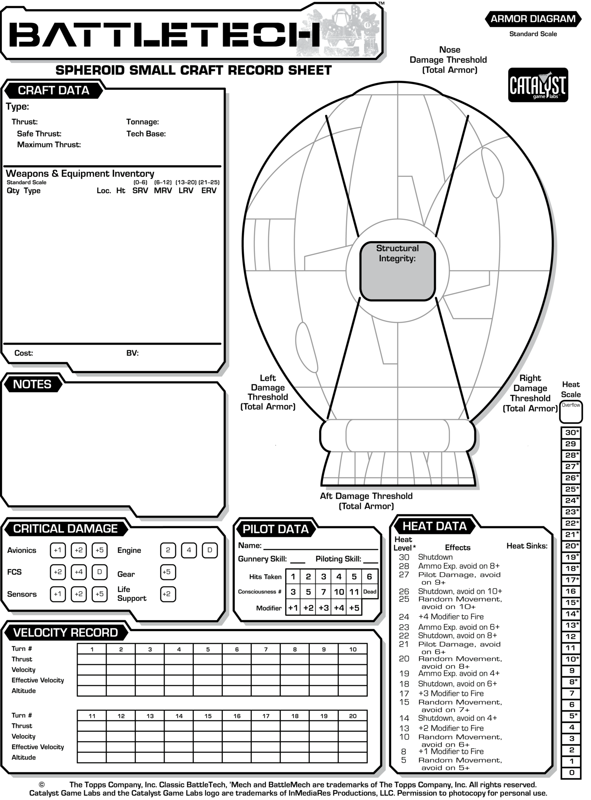 BATTLETECH™
ARMOR DIAGRAM
Standard Scale
SPHEROID SMALL CRAFT RECORD SHEET
CATALYST
game labs
CRAFT DATA
Type:
Thrust: Tonnage:
Safe Thrust: Tech Base:
Maximum Thrust:
Weapons & Equipment Inventory
Standard Scale (0-6) (6-12) (13-20) (21-25)
Qty Type Loc. Ht SRV MRV LRV ERV
Cost: BV:
Nose
Damage Threshold
(Total Armor)
Structural
Integrity:
Left
Damage
Threshold
(Total Armor)
Right
Damage
Threshold
(Total Armor)
Aft Damage Threshold
(Total Armor)
Heat
Scale
Overflow
30*
29
28*
27*
26*
25*
24*
23*
22*
21*
20*
19*
18*
17*
16
15*
14*
13*
12
11
10*
9
8*
7
6
5*
4
3
2
1
0
NOTES
CRITICAL DAMAGE
Avionics +1 +2 +5 Engine 2 4 D
FCS +2 +4 D Gear +5
Sensors +1 +2 +5 Life
Support +2
PILOT DATA
Name:
Gunnery Skill: Piloting Skill:
Hits Taken 1 2 3 4 5 6
Consciousness # 3 5 7 10 11 Dead
Modifier +1 +2 +3 +4 +5
HEAT DATA
Heat
Level* Effects Heat Sinks:
30 Shutdown
28 Ammo Exp. avoid on 8+
27 Pilot Damage, avoid
on 9+
26 Shutdown, avoid on 10+
25 Random Movement,
avoid on 10+
24 +4 Modifier to Fire
23 Ammo Exp. avoid on 6+
22 Shutdown, avoid on 8+
21 Pilot Damage, avoid
on 6+
20 Random Movement,
avoid on 8+
19 Ammo Exp. avoid on 4+
18 Shutdown, avoid on 6+
17 +3 Modifier to Fire
15 Random Movement,
avoid on 7+
14 Shutdown, avoid on 4+
13 +2 Modifier to Fire
10 Random Movement,
avoid on 6+
8 +1 Modifier to Fire
5 Random Movement,
avoid on 5+
VELOCITY RECORD
Turn # 1 2 3 4 5 6 7 8 9 10
Thrust
Velocity
Effective Velocity
Altitude
Turn # 11 12 13 14 15 16 17 18 19 20
Thrust
Velocity
Effective Velocity
Altitude
© The Topps Company, Inc. Classic BattleTech, 'Mech and BattleMech are trademarks of The Topps Company, Inc. All rights reserved.
Catalyst Game Labs and the Catalyst Game Labs logo are trademarks of InMediaRes Productions, LLC. Permission to photocopy for personal use.